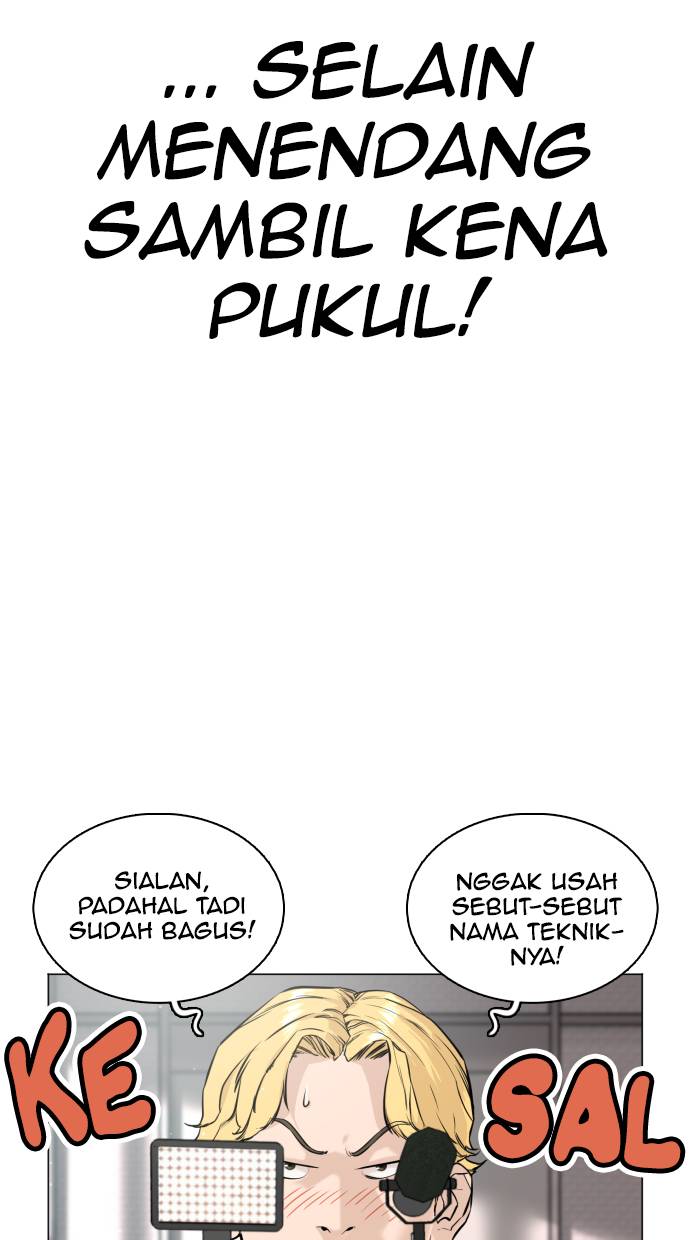 ... SELAIN
MENENDANG
SAMBIL KENA
PUKUL!
SIALAN,
PADAHAL TADI
SUDAH BAGUS!
NGGAK USAH
SEBUT-SEBUT
NAMA TEKNIK-
NYA!
KE
SAL